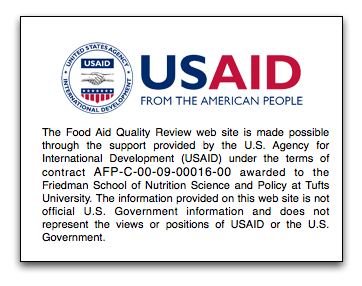 UNITED STATES AGENCY
USAID
INTERNATIONAL DEVELOPMENT
USAID
FROM THE AMERICAN PEOPLE
The Food Aid Quality Review web site is made possible
through the support provided by the U.S. Agency for
International Development (USAID) under the terms of
contract AFP-C-00-09-00016-00 awarded to the
Friedman School of Nutrition Science and Policy at Tufts
University. The information provided on this web site is not
official U.S. Government information and does not
represent the views or positions of USAID or the U.S.
Government.